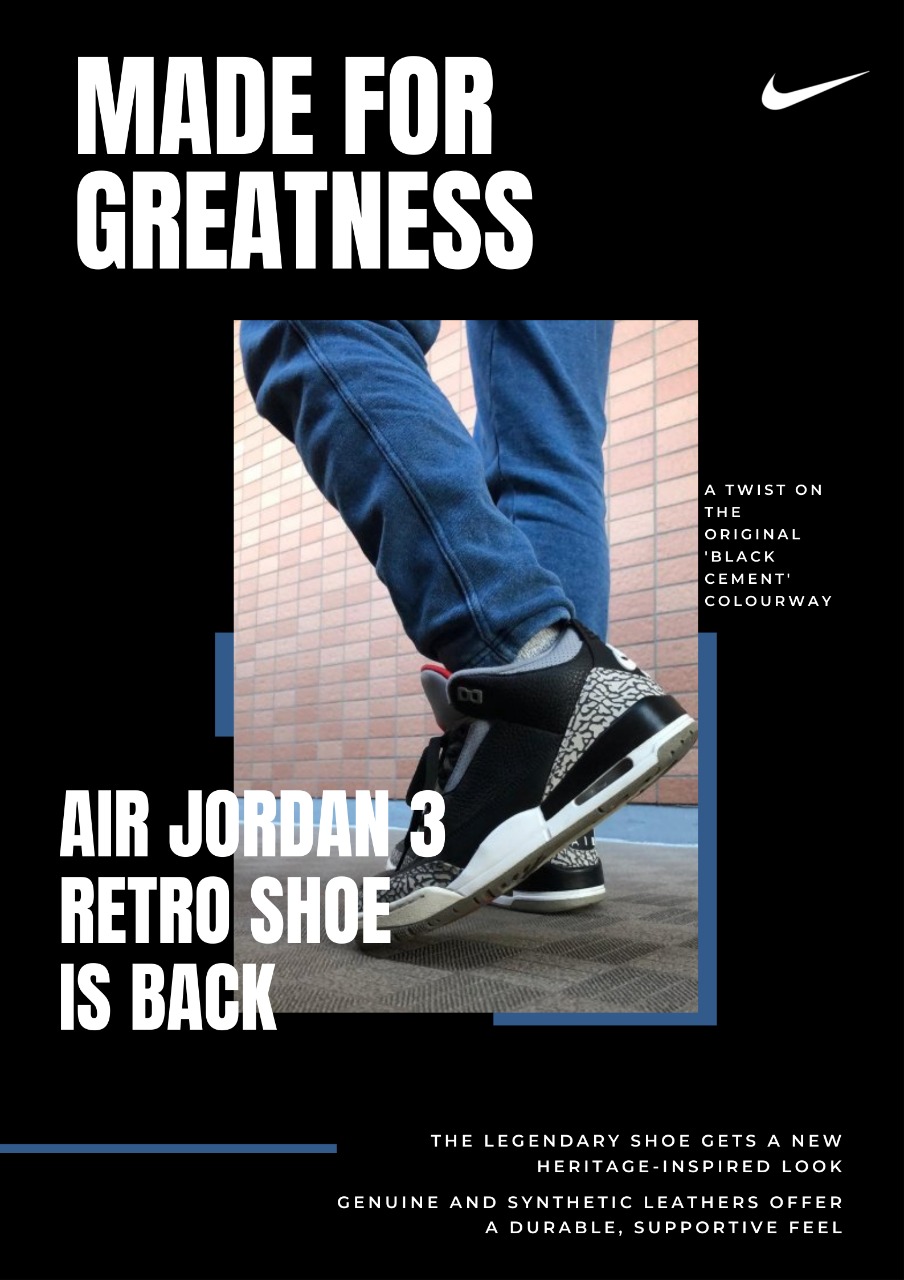 MADE FOR
GREATNESS
A TWIST ON
THE
ORIGINAL
'BLACK
CEMENT'
COLOURWAY
AIR JORDAN 3
RETRO SHOE
IS BACK
THE LEGENDARY SHOE GETS A NEW
HERITAGE-INSPIRED LOOK
GENUINE AND SYNTHETIC LEATHERS OFFER
A DURABLE, SUPPORTIVE FEEL